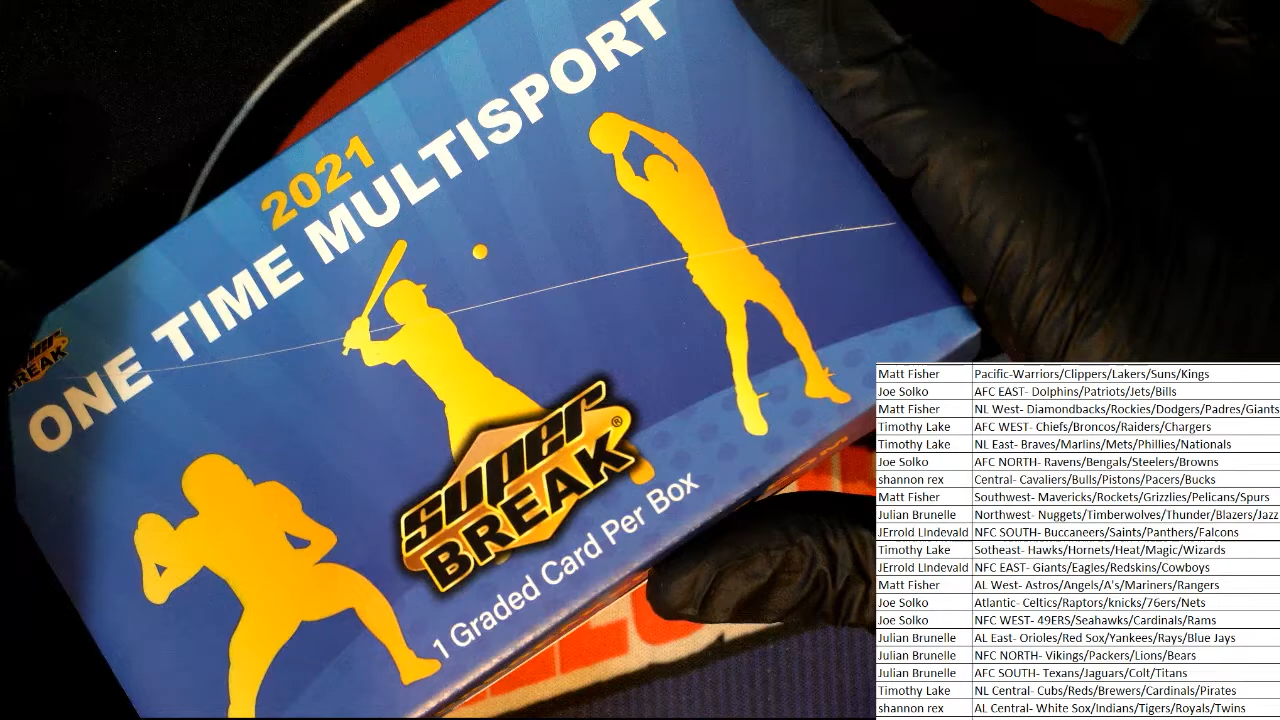 2021
ONE TIME MULTISPORT
BREAK
super
BREAK®
1 Graded Card Per Box
Matt Fisher Pacific-Warriors/Clippers/Lakers/Suns/Kings
Joe Solko AFC EAST- Dolphins/Patriots/Jets/Bills
Matt Fisher NL West- Diamondbacks/Rockies/Dodgers/Padres/Giants
Timothy Lake AFC WEST- Chiefs/Broncos/Raiders/Chargers
Timothy Lake NL East- Braves/Marlins/Mets/Phillies/Nationals
Joe Solko AFC NORTH- Ravens/Bengals/Steelers/Browns
shannon rex Central- Cavaliers/Bulls/Pistons/Pacers/Bucks
Matt Fisher Southwest- Mavericks/Rockets/Grizzlies/Pelicans/Spurs
Julian Brunelle Northwest- Nuggets/Timberwolves/Thunder/Blazers/Jazz
JErrold LIndevald NFC SOUTH- Buccaneers/Saints/Panthers/Falcons
Timothy Lake Sotheast- Hawks/Hornets/Heat/Magic/Wizards
JErrold LIndevald NFC EAST- Giants/Eagles/Redskins/Cowboys
Matt Fisher AL West- Astros/Angels/A's/Mariners/Rangers
Joe Solko Atlantic- Celtics/Raptors/knicks/76ers/Nets
Joe Solko NFC WEST- 49ERS/Seahawks/Cardinals/Rams
Julian Brunelle AL East- Orioles/Red Sox/Yankees/Rays/Blue Jays
Julian Brunelle NFC NORTH- Vikings/Packers/Lions/Bears
Julian Brunelle AFC SOUTH- Texans/Jaguars/Colt/Titans
Timothy Lake NL Central- Cubs/Reds/Brewers/Cardinals/Pirates
shannon rex AL Central- White Sox/Indians/Tigers/Royals/Twins